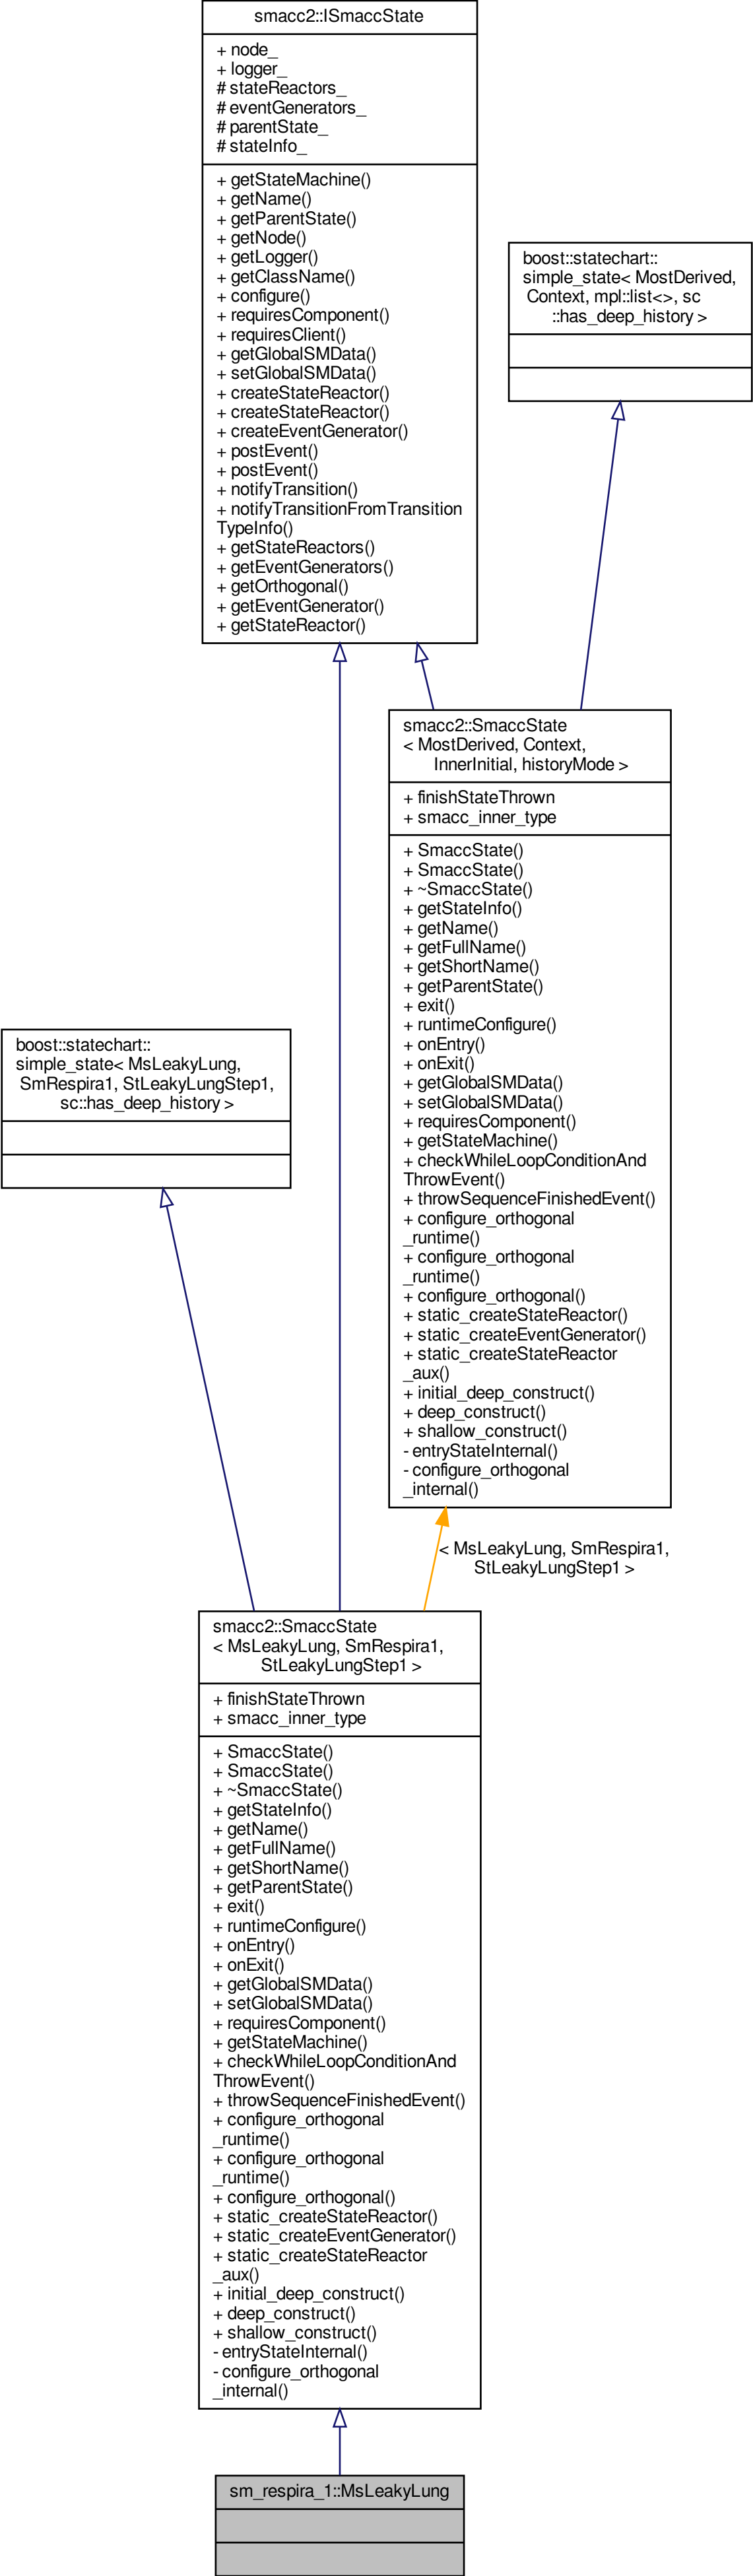 smacc2::ISmaccState
+ node_
+ logger_
# stateReactors_
# eventGenerators_
# parentState_
# stateInfo_
+ getStateMachine()
+ getName()
+ getParentState()
+ getNode()
+ getLogger()
+ getClassName()
+ configure()
+ requiresComponent()
+ requiresClient()
+ getGlobalSMData()
+ setGlobalSMData()
+ createStateReactor()
+ createStateReactor()
+ createEventGenerator()
+ postEvent()
+ postEvent()
+ notifyTransition()
+ notifyTransitionFromTransition
TypeInfo()
+ getStateReactors()
+ getEventGenerators()
+ getOrthogonal()
+ getEventGenerator()
+ getStateReactor()
boost::statechart::
simple_state< MostDerived,
Context, mpl::list<>, sc
::has_deep_history >
smacc2::SmaccState
< MostDerived, Context,
InnerInitial, historyMode >
+ finishStateThrown
+ smacc_inner_type
+ SmaccState()
+ SmaccState()
+ ~SmaccState()
+ getStateInfo()
+ getName()
+ getFullName()
+ getShortName()
+ getParentState()
+ exit()
+ runtimeConfigure()
+ onEntry()
+ onExit()
+ getGlobalSMData()
+ setGlobalSMData()
+ requiresComponent()
+ getStateMachine()
+ checkWhileLoopConditionAnd
ThrowEvent()
+ throwSequenceFinishedEvent()
+ configure_orthogonal
_runtime()
+ configure_orthogonal
_runtime()
+ configure_orthogonal()
+ static_createStateReactor()
+ static_createEventGenerator()
+ static_createStateReactor
_aux()
+ initial_deep_construct()
+ deep_construct()
+ shallow_construct()
- entryStateInternal()
- configure_orthogonal
_internal()
boost::statechart::
simple_state< MsLeakyLung,
SmRespira1, StLeakyLungStep1,
sc::has_deep_history >
< MsLeakyLung, SmRespira1,
StLeakyLungStep1 >
smacc2::SmaccState
< MsLeakyLung, SmRespira1,
StLeakyLungStep1 >
+ finishStateThrown
+ smacc_inner_type
+ SmaccState()
+ SmaccState()
+ ~SmaccState()
+ getStateInfo()
+ getName()
+ getFullName()
+ getShortName()
+ getParentState()
+ exit()
+ runtimeConfigure()
+ onEntry()
+ onExit()
+ getGlobalSMData()
+ setGlobalSMData()
+ requiresComponent()
+ getStateMachine()
+ checkWhileLoopConditionAnd
ThrowEvent()
+ throwSequenceFinishedEvent()
+ configure_orthogonal
_runtime()
+ configure_orthogonal
_runtime()
+ configure_orthogonal()
+ static_createStateReactor()
+ static_createEventGenerator()
+ static_createStateReactor
_aux()
+ initial_deep_construct()
+ deep_construct()
+ shallow_construct()
- entryStateInternal()
- configure_orthogonal
_internal()
sm_respira_1::MsLeakyLung